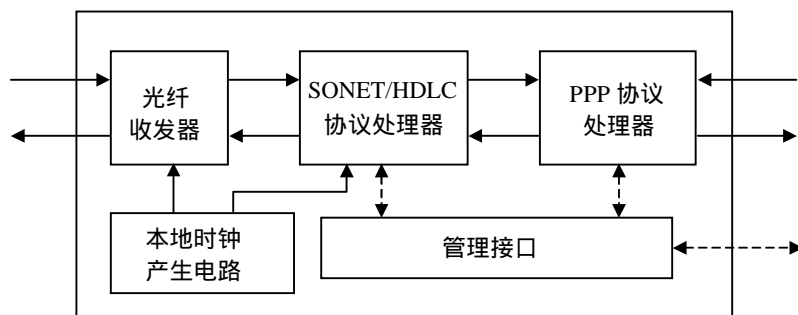 光纤
收发器
SONET/HDLC
协议处理器
PPP 协议
处理器
本地时钟
产生电路
管理接口